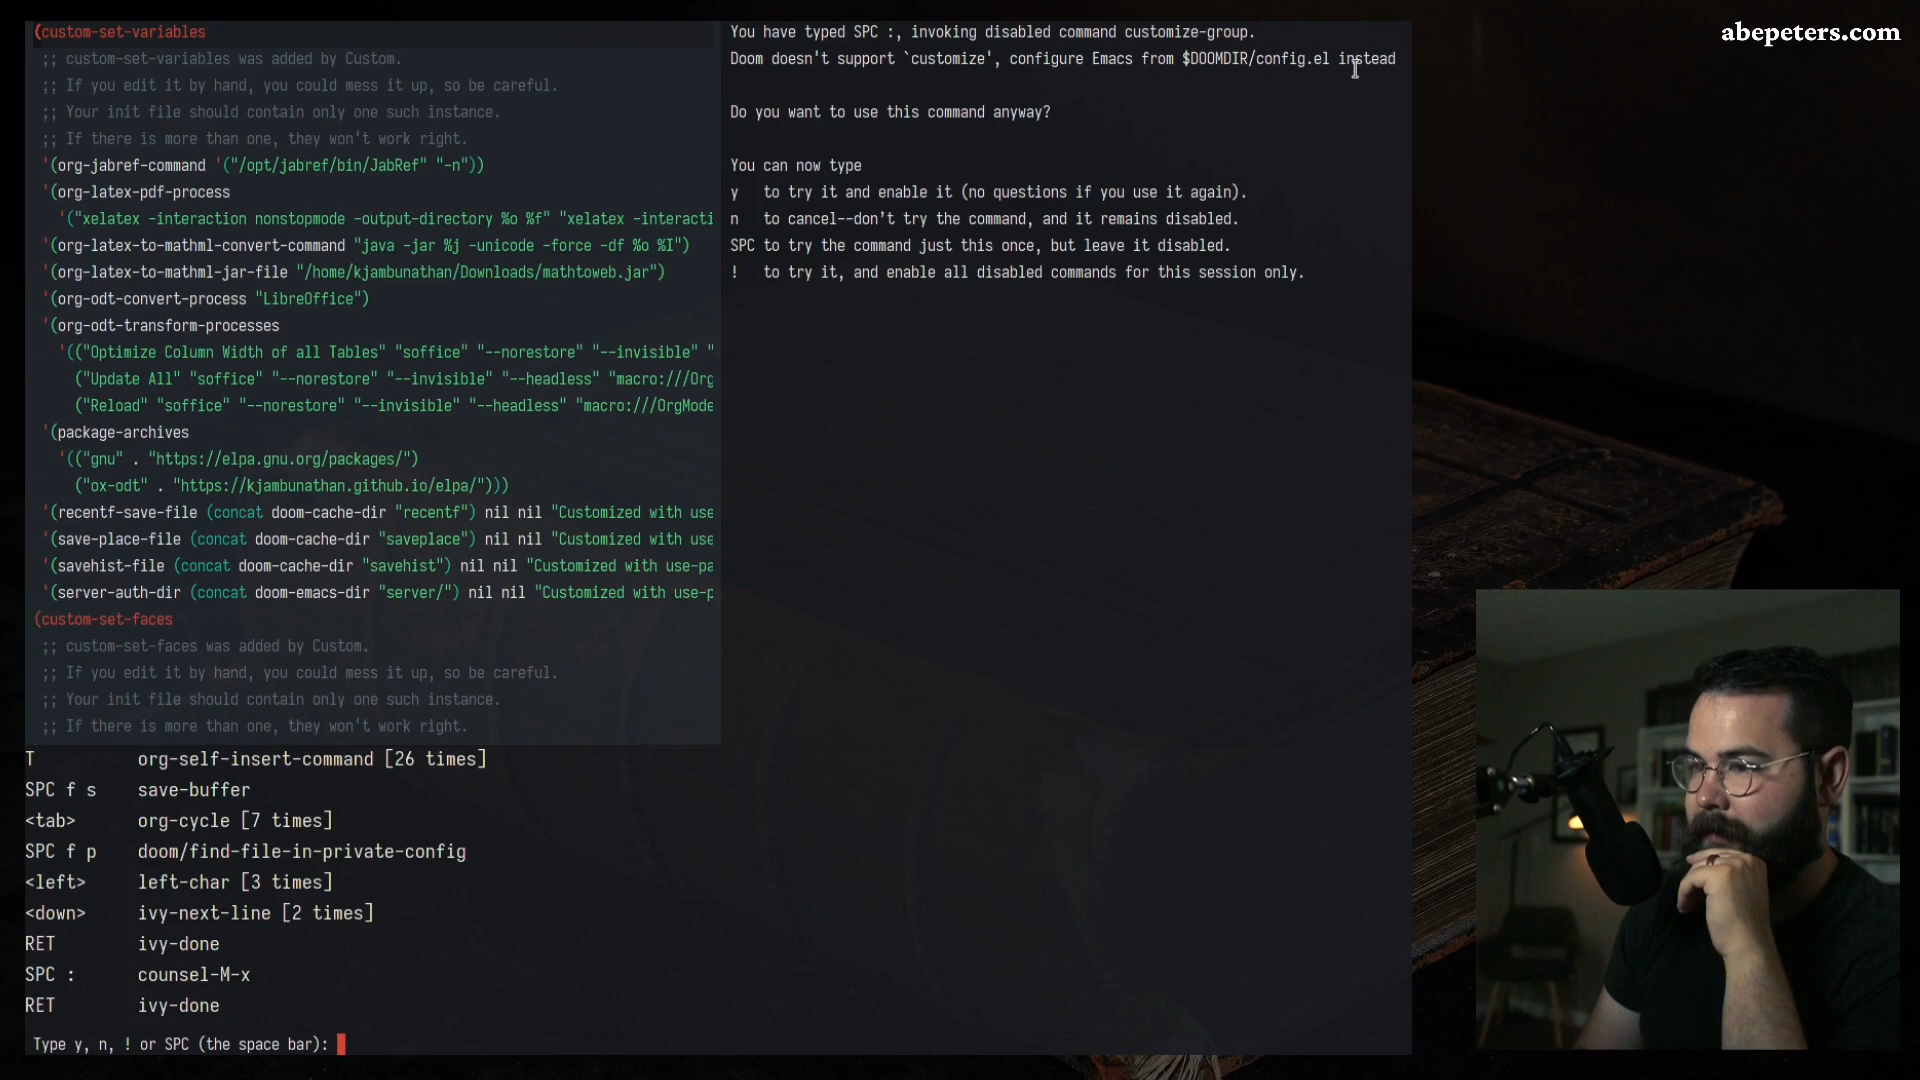 abepeters.com
(custom-set-variables
;; custom-set-variables was added by Custom.
;; If you edit it by hand, you could mess it up, so be careful.
;; Your init file should contain only one such instance.
;; If there is more than one, they won't work right.
'(org-jabref-command '("/opt/jabref/bin/JabRef" "-n"))
'(org-latex-pdf-process
'("xelatex -interaction nonstopmode -output-directory %o %f" "xelatex -interacti
'(org-latex-to-mathml-convert-command "java -jar %j -unicode -force -df %o %I")
'(org-latex-to-mathml-jar-file "/home/kjambunathan/Downloads/mathtoweb.jar")
'(org-odt-convert-process "LibreOffice")
'(org-odt-transform-processes
'(("Optimize Column Width of all Tables" "soffice" "--norestore" "--invisible" "
("Update All" "soffice" "--norestore" "--invisible" "--headless" "macro:///Org
("Reload" "soffice" "--norestore" "--invisible" "--headless" "macro:///OrgMode
'(package-archives
'(("gnu" . "https://elpa.gnu.org/packages/")
("ox-odt" . "https://kjambunathan.github.io/elpa/")))
'(recentf-save-file (concat doom-cache-dir "recentf") nil nil "Customized with use
'(save-place-file (concat doom-cache-dir "saveplace") nil nil "Customized with use
'(savehist-file (concat doom-cache-dir "savehist") nil nil "Customized with use-pa
'(server-auth-dir (concat doom-emacs-dir "server/") nil nil "Customized with use-p
(custom-set-faces
;; custom-set-faces was added by Custom.
;; If you edit it by hand, you could mess it up, so be careful.
;; Your init file should contain only one such instance.
;; If there is more than one, they won't work right.
You have typed SPC :, invoking disabled command customize-group.
Doom doesn't support `customize', configure Emacs from $DOOMDIR/config.el instead
Do you want to use this command anyway?
You can now type
y to try it and enable it (no questions if you use it again).
n to cancel--don’t try the command, and it remains disabled.
SPC to try the command just this once, but leave it disabled.
! to try it, and enable all disabled commands for this session only.
T org-self-insert-command [26 times]
SPC f s save-buffer
<tab> org-cycle [7 times]
SPC f p doom/find-file-in-private-config
<left> left-char [3 times]
<down> ivy-next-line [2 times]
RET ivy-done
SPC : counsel-M-x
RET ivy-done
Type y, n, ! or SPC (the space bar):